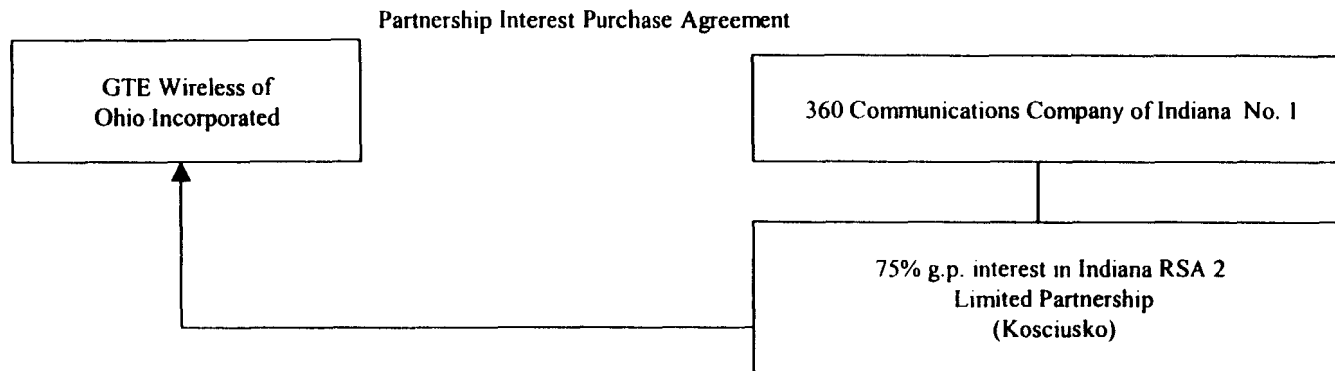 Partnership Interest Purchase Agreement
GTE Wireless of
Ohio Incorporated
360 Communications Company of Indiana No. 1
75% g.p. interest in Indiana RSA 2
Limited Partnership
(Kosciusko)